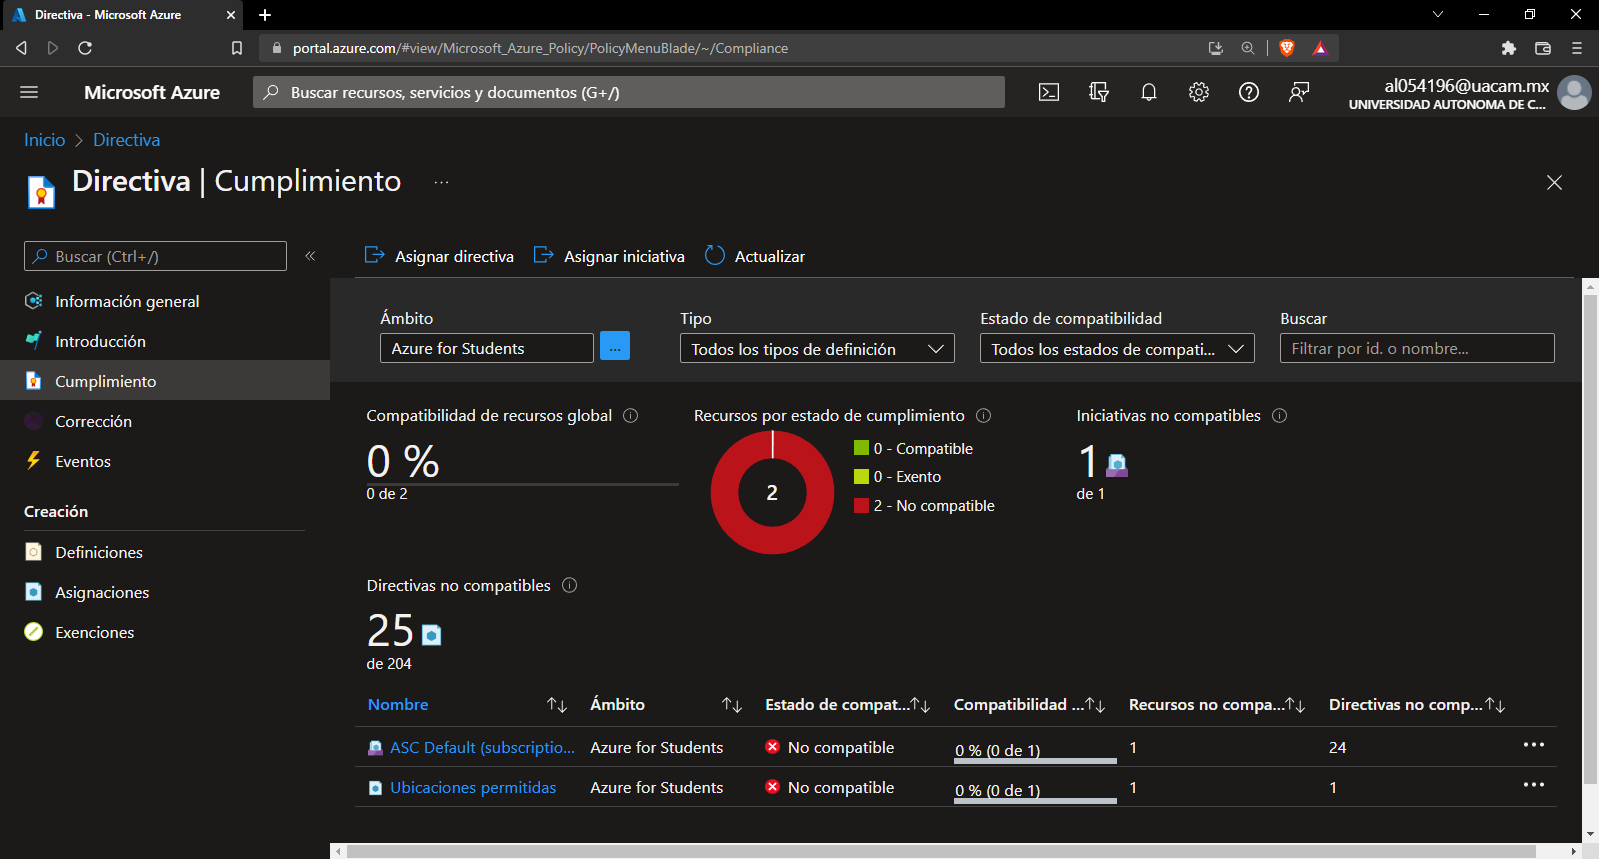 Directiva - Microsoft Azure
portal.azure.com/#view/Microsoft_Azure_Policy/PolicyMenuBlade/~/Compliance
Microsoft Azure
Buscar recursos, servicios y documentos (G+/)
al054196@uacam.mx
UNIVERSIDAD AUTONOMA DE C...
Inicio > Directiva
Directiva | Cumplimiento ...
Buscar (Ctrl+/)
«
Información general
Introducción
Cumplimiento
Corrección
Eventos
Creación
Definiciones
Asignaciones
Exenciones
Asignar directiva
Asignar iniciativa
Actualizar
Ámbito
Azure for Students
...
Tipo
Todos los tipos de definición
Estado de compatibilidad
Todos los estados de compati...
Buscar
Filtrar por id. o nombre...
Compatibilidad de recursos global
0 %
0 de 2
Recursos por estado de cumplimiento
2
0 - Compatible
0 - Exento
2 - No compatible
Iniciativas no compatibles
1
de 1
Directivas no compatibles
25
de 204
Nombre Ámbito Estado de compat... Compatibilidad ... Recursos no compa... Directivas no comp...
ASC Default (subscriptio... Azure for Students No compatible 0 % (0 de 1) 1 24 ...
Ubicaciones permitidas Azure for Students No compatible 0 % (0 de 1) 1 1 ...